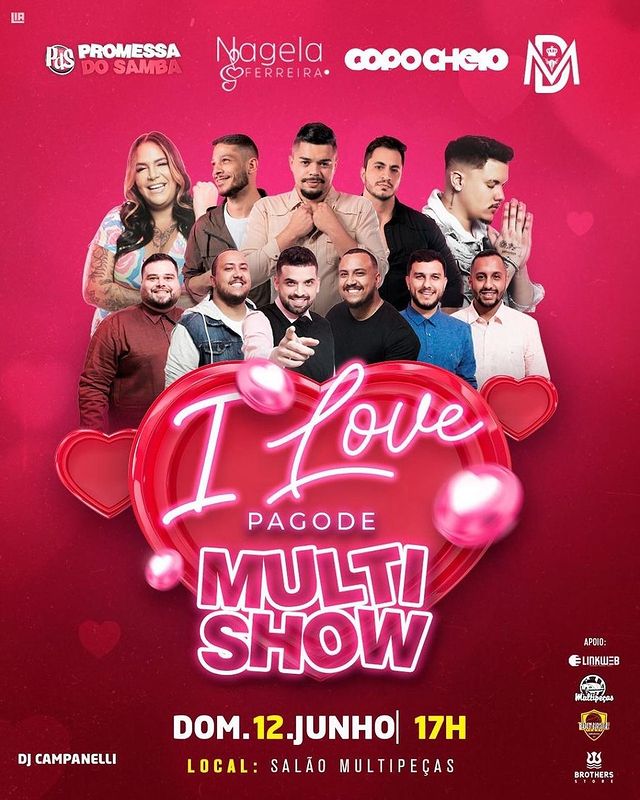 LIA
PdS PROMESSA
DO SAMBA
Nagela
FERREIRA
COPO CHEIO
I Love
PAGODE
MULTI
SHOW
DOM.12.JUNHO| 17H
LOCAL: SALÃO MULTIPEÇAS
DJ CAMPANELLI
APOIO:
LINKWEB
Multipeças
BROTHERS
STORE